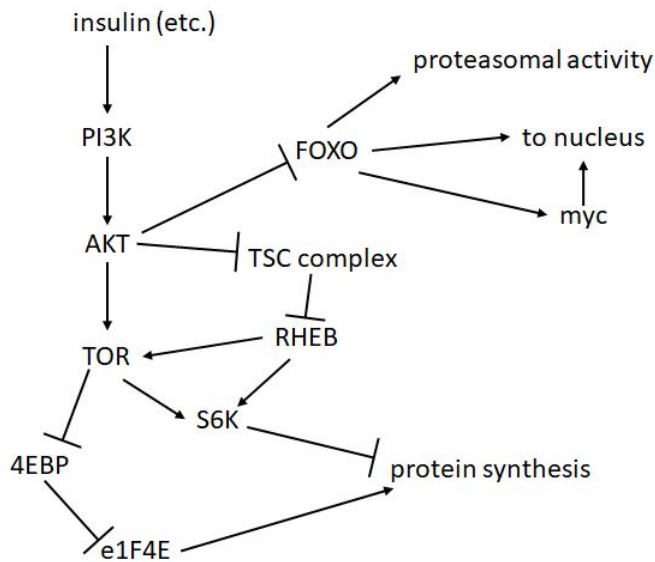 insulin (etc.)
proteasomal activity
PI3K
FOXO
to nucleus
myc
AKT
TSC complex
RHEB
TOR
S6K
4EBP
protein synthesis
e1F4E